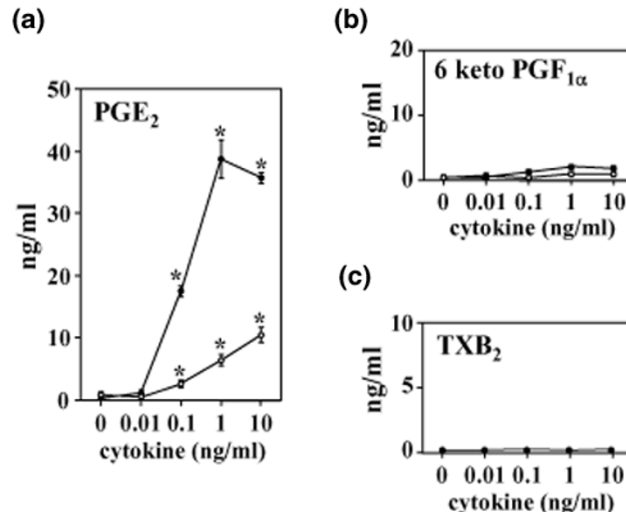 (a)
PGE2
ng/ml
50
40
30
20
10
0
* * * * * *
0 0.01 0.1 1 10
cytokine (ng/ml)
(b)
6 keto PGF1α
ng/ml
20
10
0
0 0.01 0.1 1 10
cytokine (ng/ml)
(c)
TXB2
ng/ml
10
5
0
0 0.01 0.1 1 10
cytokine (ng/ml)